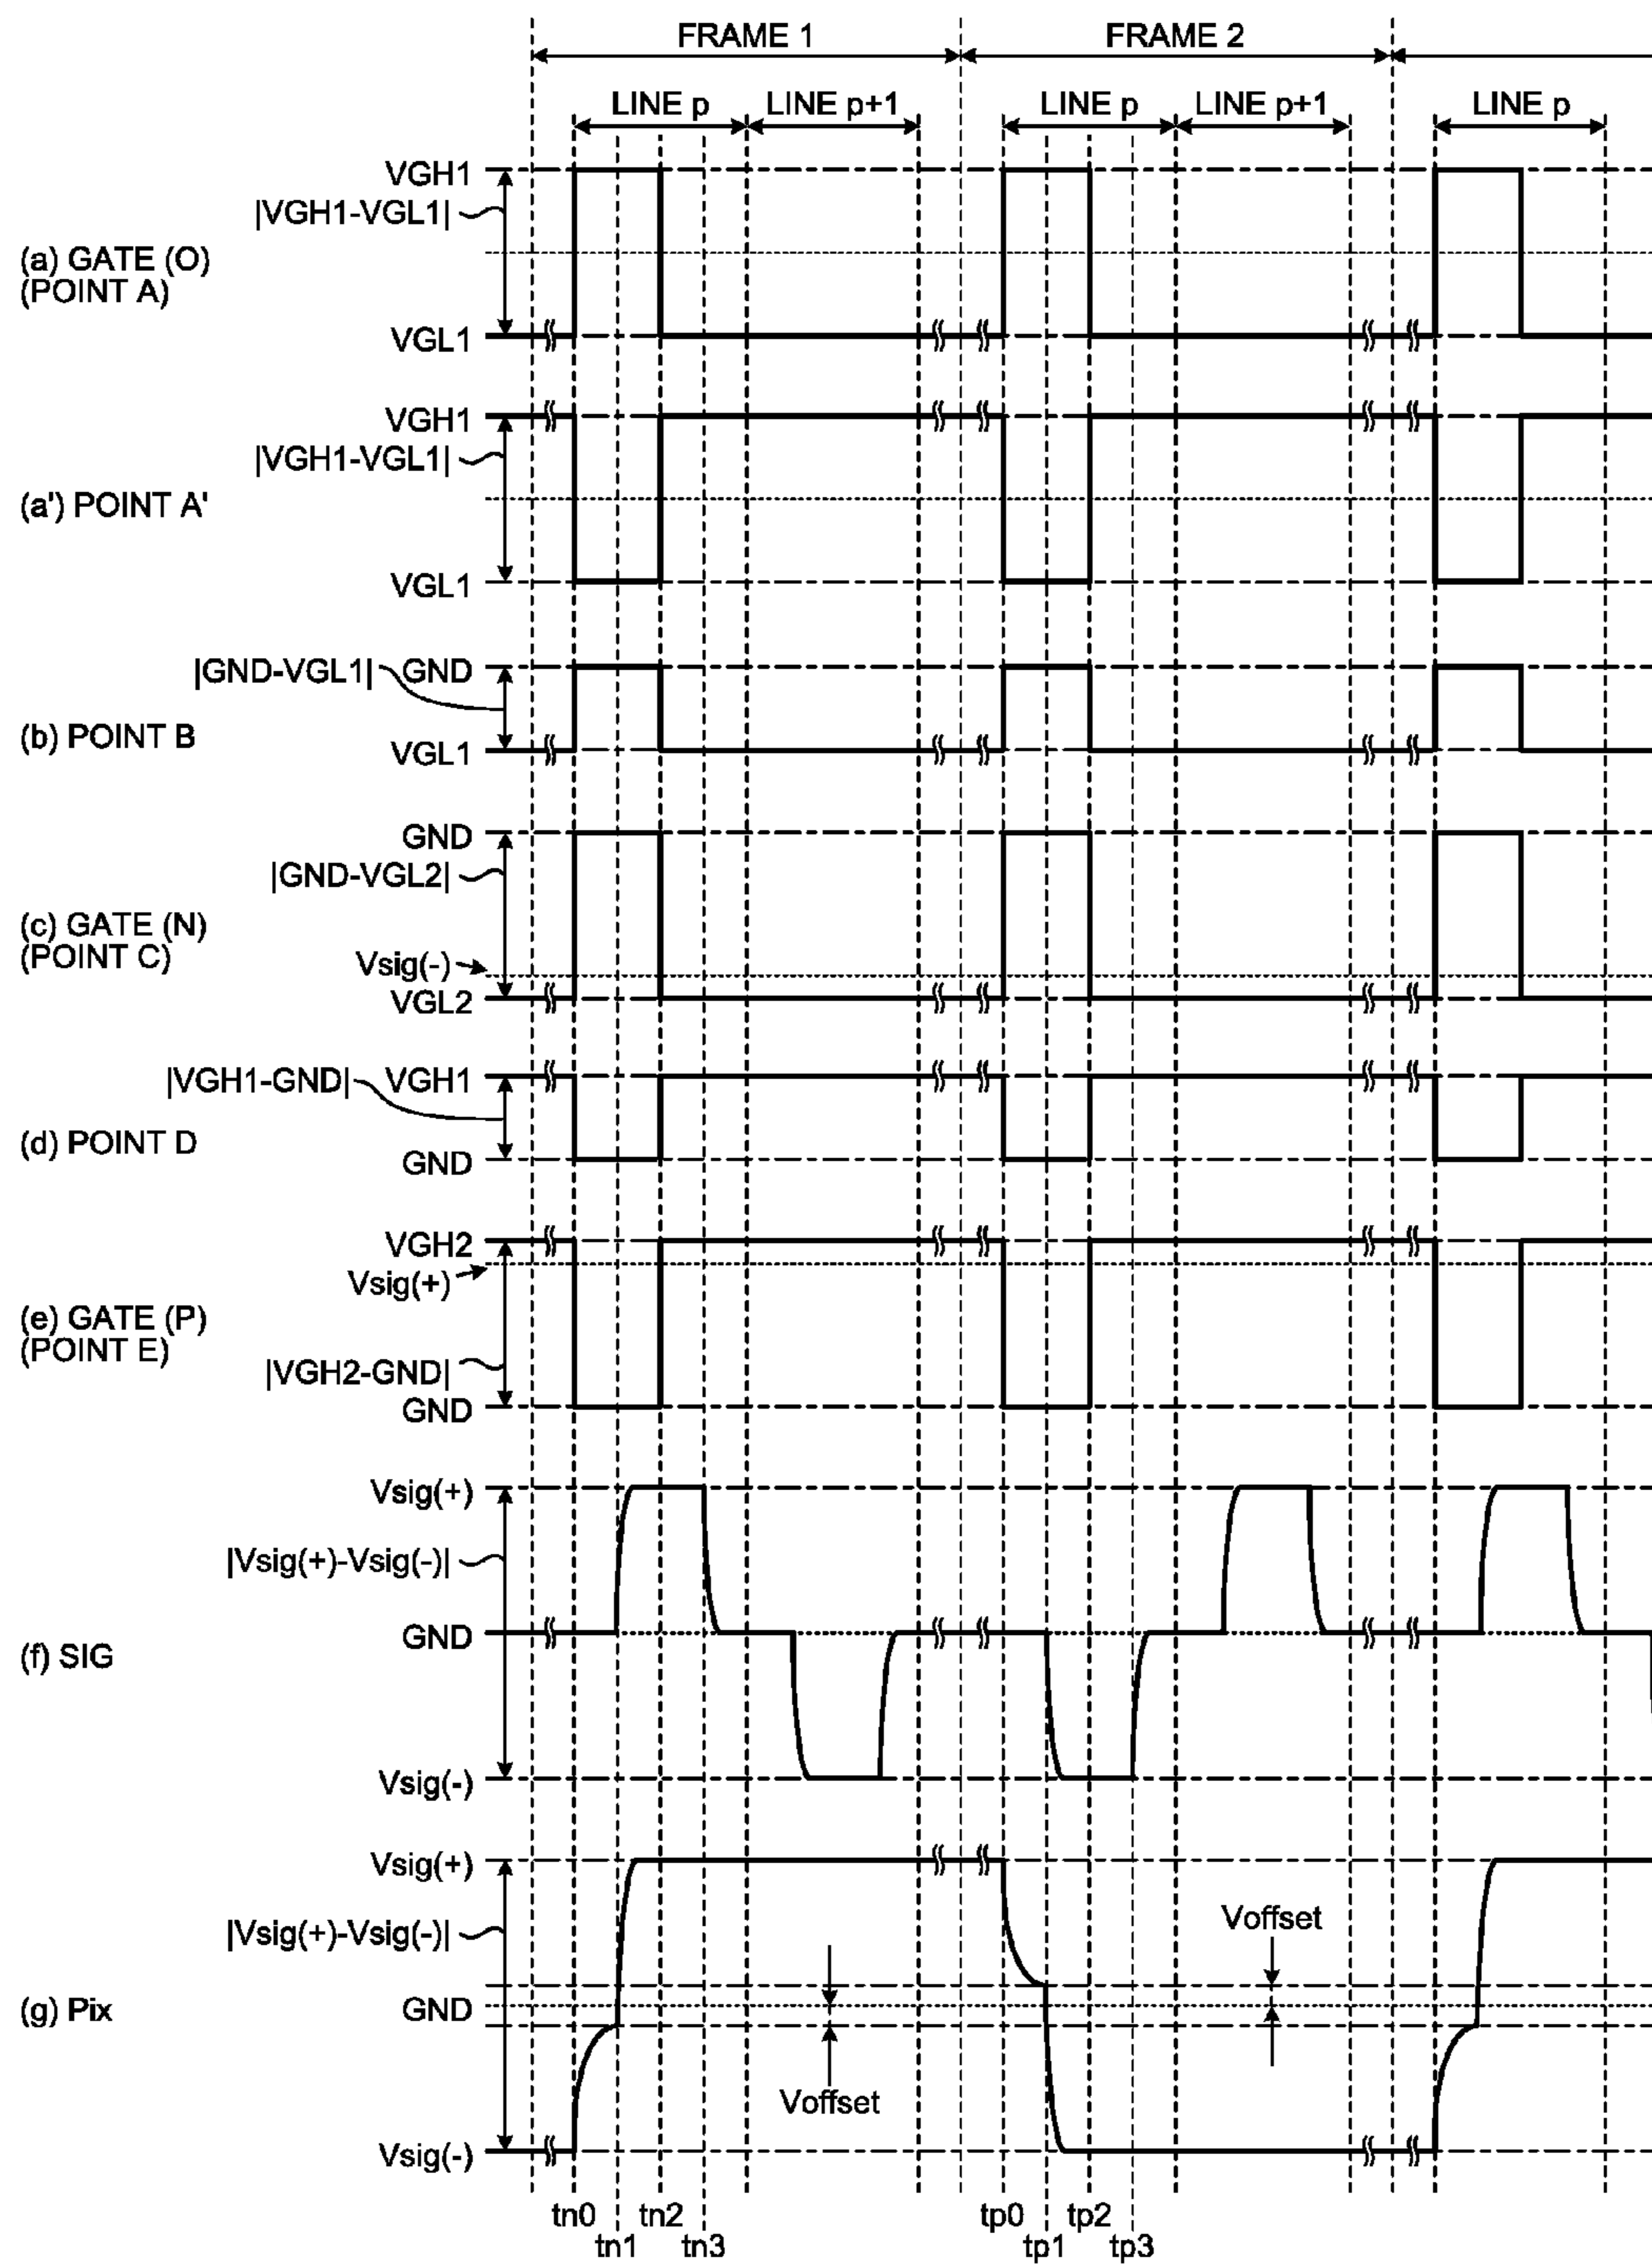 FRAME 1 FRAME 2
LINE p LINE p+1 LINE p LINE p+1 LINE p
VGH1
|VGH1-VGL1|
(a) GATE (O)
(POINT A)
VGL1
VGH1
|VGH1-VGL1|
(a') POINT A'
VGL1
|GND-VGL1| GND
(b) POINT B
VGL1
GND
|GND-VGL2|
(c) GATE (N)
(POINT C)
Vsig(-)
VGL2
|VGH1-GND| VGH1
(d) POINT D
GND
VGH2
Vsig(+)
(e) GATE (P)
(POINT E)
|VGH2-GND|
GND
Vsig(+)
|Vsig(+)-Vsig(-)|
GND
(f) SIG
Vsig(-)
Vsig(+)
Voffset
|Vsig(+)-Vsig(-)|
(g) Pix GND
Voffset
Vsig(-)
tn0 tn2 tp0 tp2
tn1 tn3 tp1 tp3